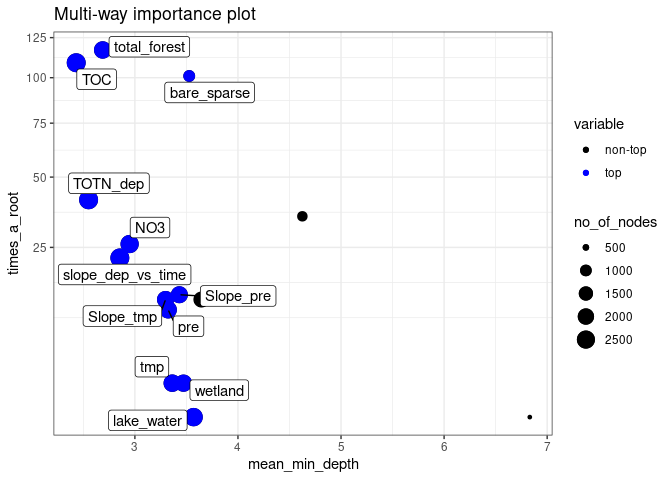 Multi-way importance plot
times_a_root
125
100
75
50
25
total_forest
TOC
bare_sparse
TOTN_dep
NO3
slope_dep_vs_time
Slope_pre
Slope_tmp
pre
tmp
wetland
lake_water
3
4
5
6
7
mean_min_depth
variable
non-top
top
no_of_nodes
500
1000
1500
2000
2500